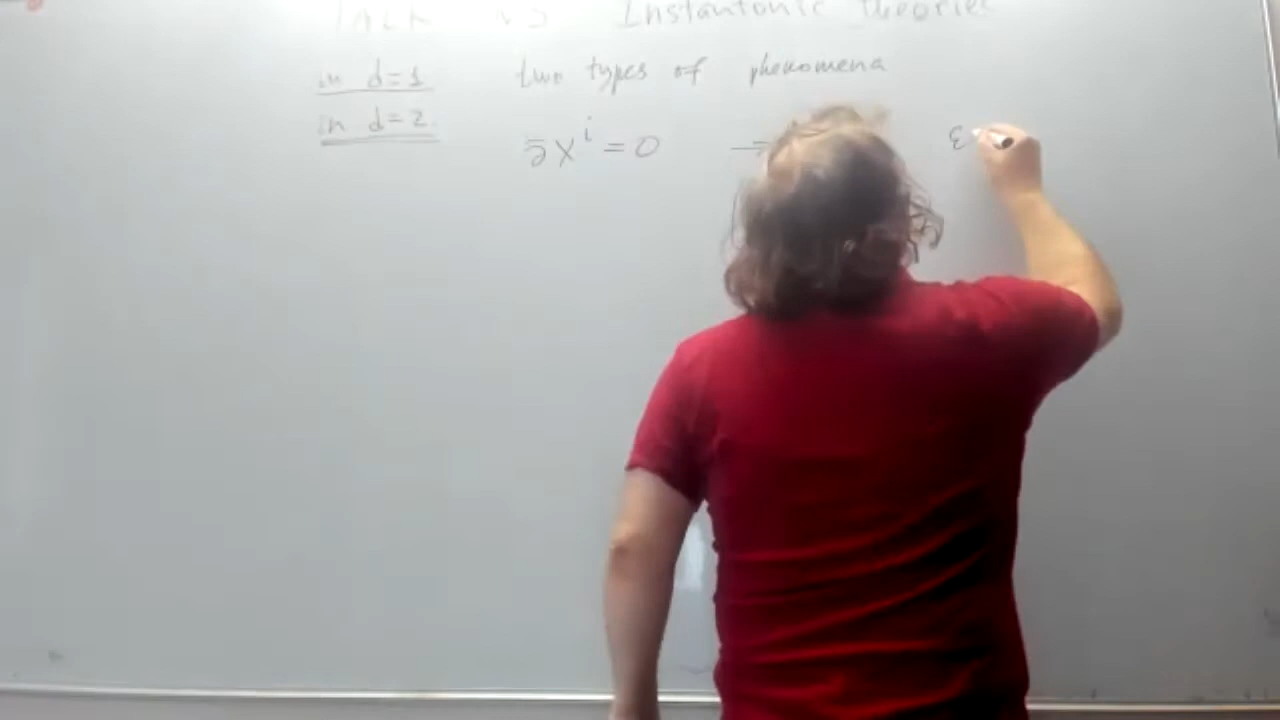 Instantonic Theories
in d=1 two types of phenomena
in d=2. ∂̄X^i = 0 → ε